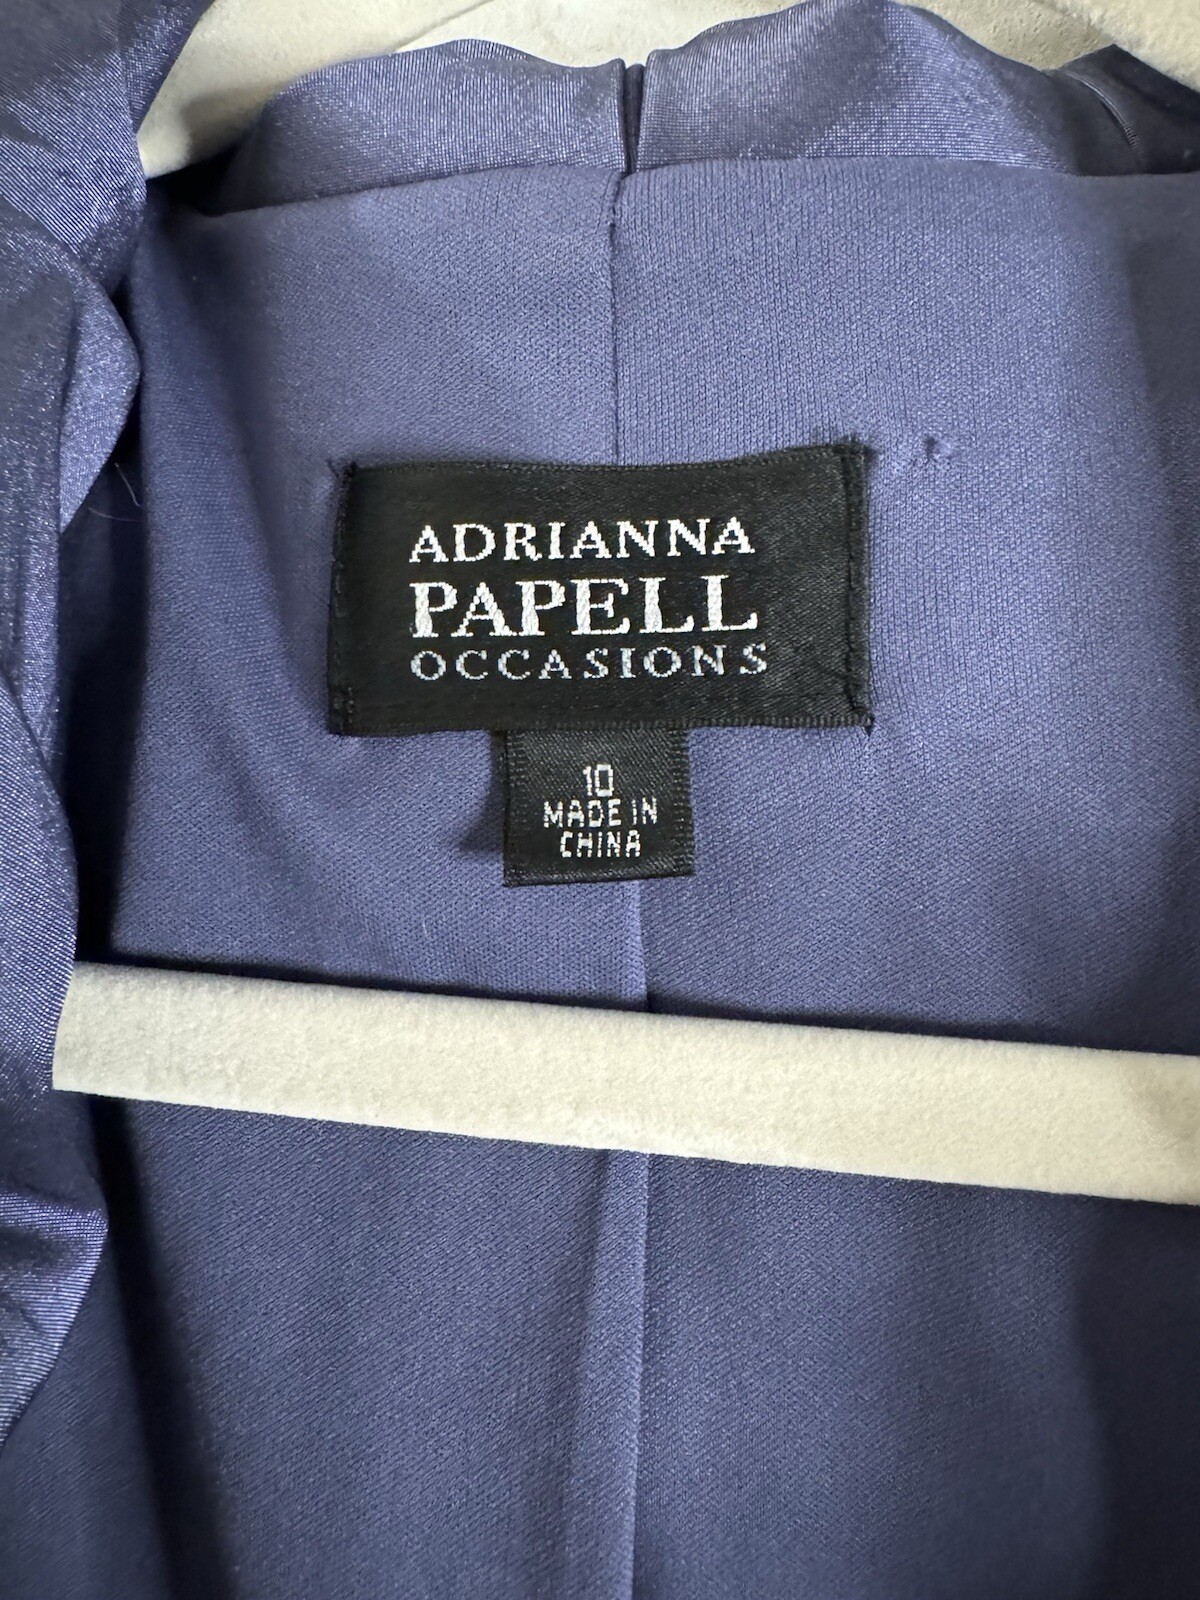 ADRIANNA
PAPELL
OCCASIONS
10
MADE IN
CHINA